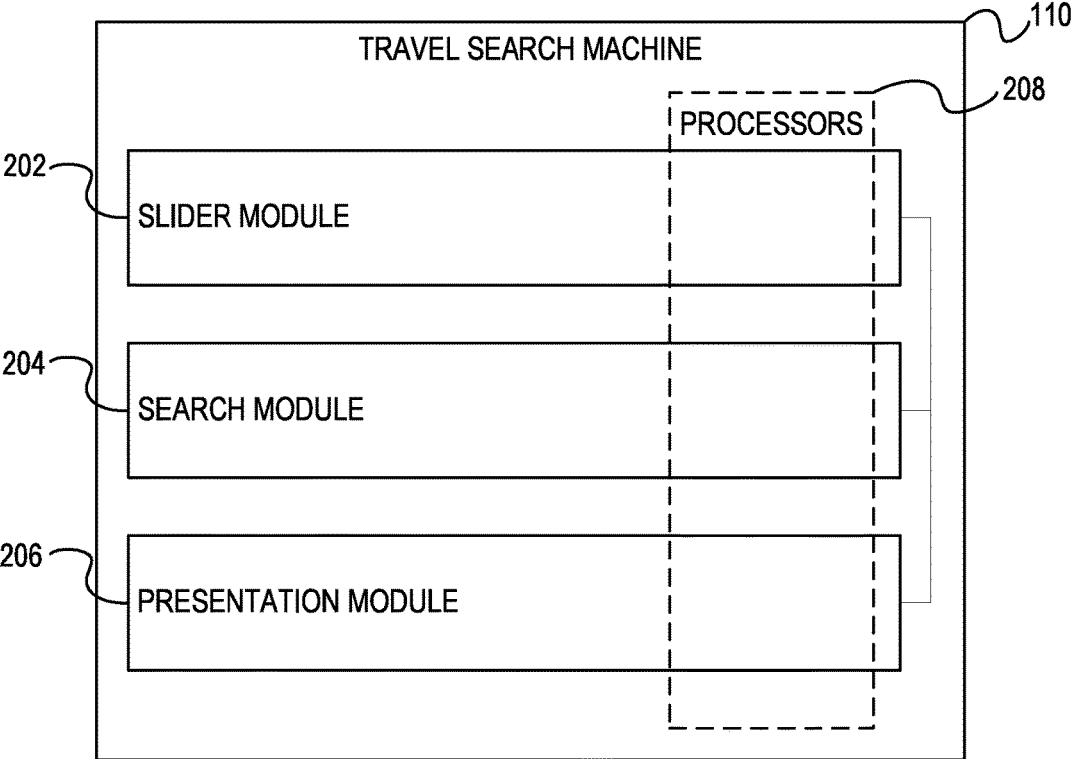 110
TRAVEL SEARCH MACHINE
208
PROCESSORS
202
SLIDER MODULE
204
SEARCH MODULE
206
PRESENTATION MODULE